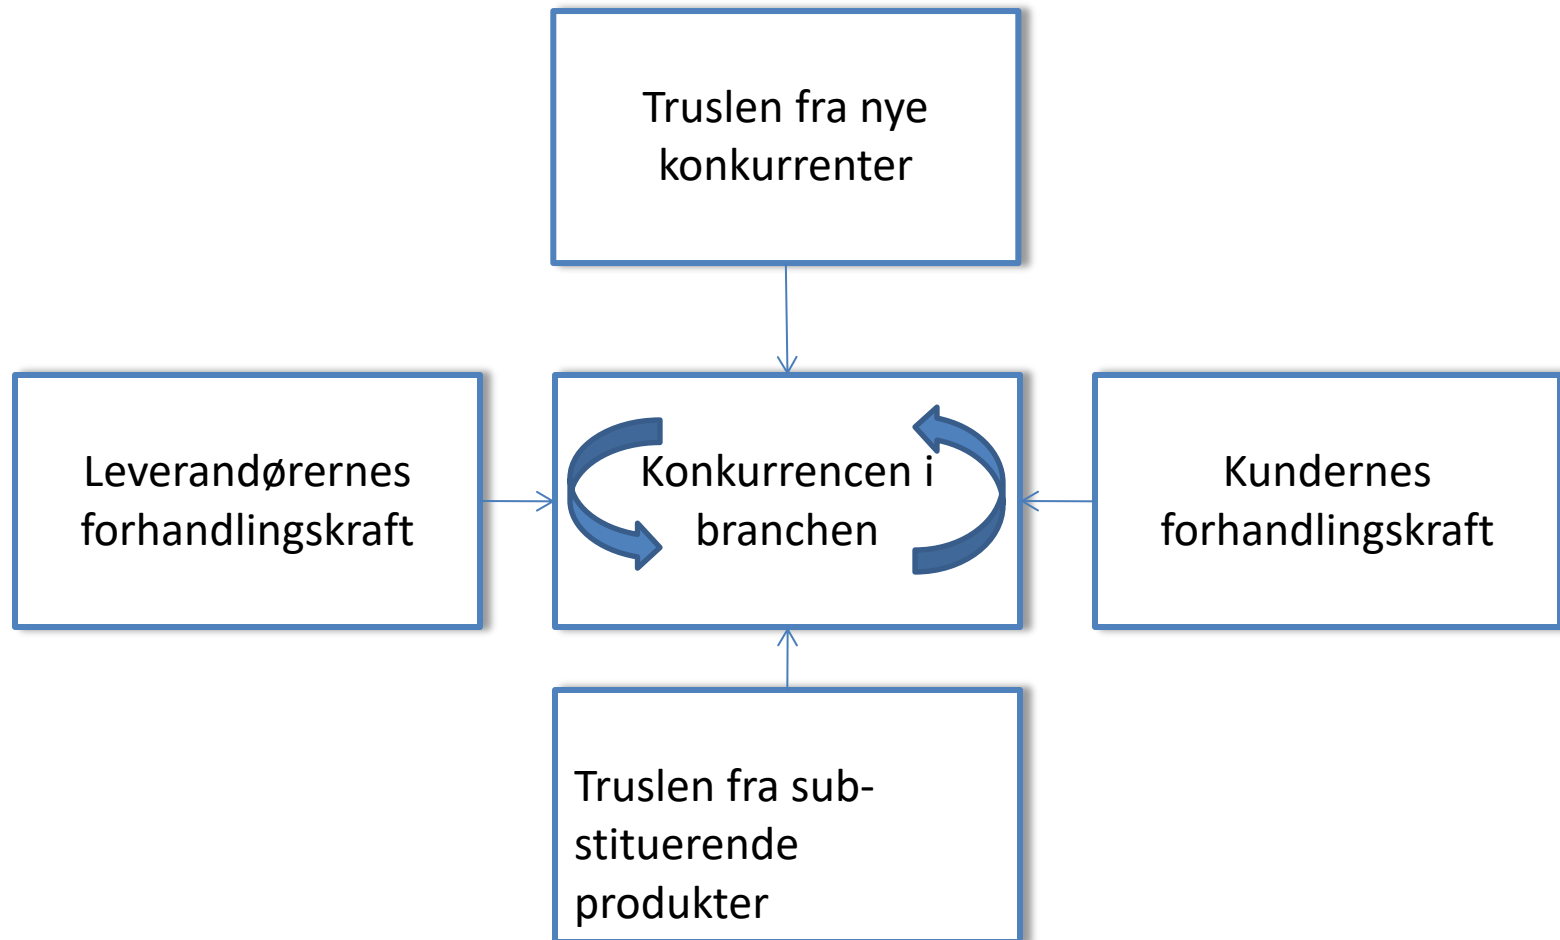 Truslen fra nye
konkurrenter
Leverandørernes
forhandlingskraft
Konkurrencen i
branchen
Kundernes
forhandlingskraft
Truslen fra sub-
stituerende
produkter